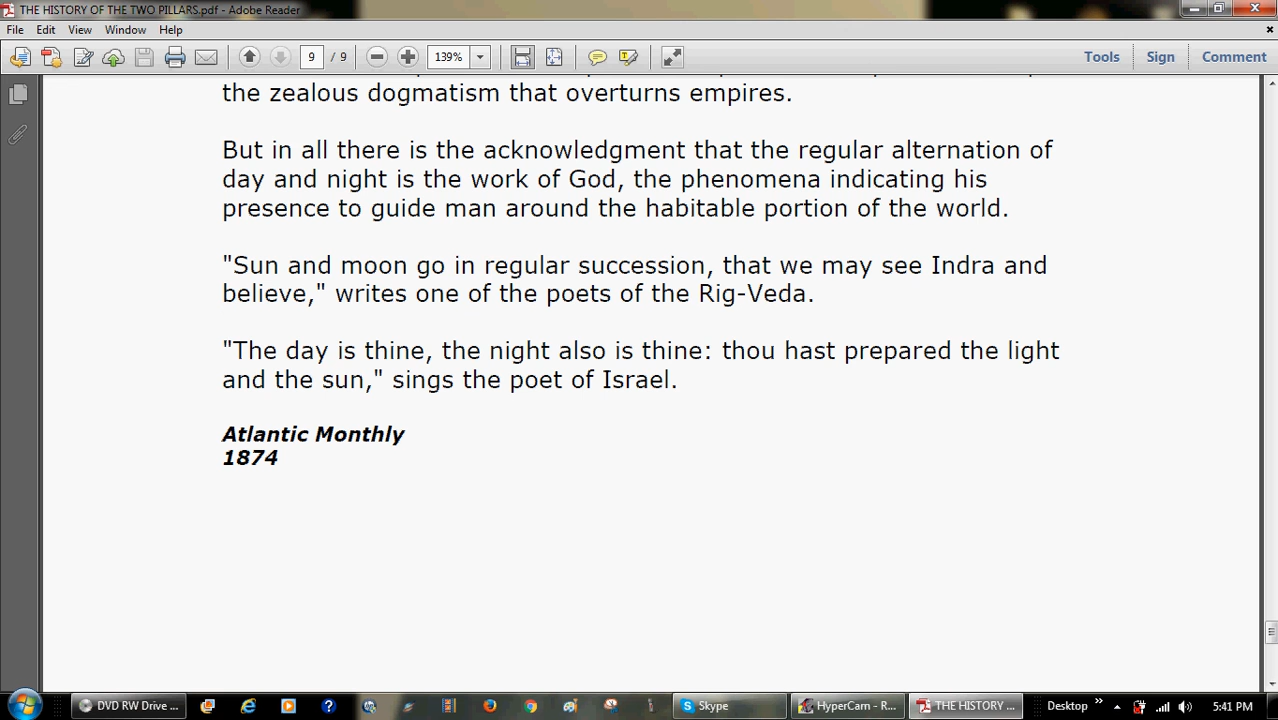 THE HISTORY OF THE TWO PILLARS.pdf - Adobe Reader
File Edit View Window Help
9 / 9 139% Tools Sign Comment
the zealous dogmatism that overturns empires.
But in all there is the acknowledgment that the regular alternation of
day and night is the work of God, the phenomena indicating his
presence to guide man around the habitable portion of the world.
"Sun and moon go in regular succession, that we may see Indra and
believe," writes one of the poets of the Rig-Veda.
"The day is thine, the night also is thine: thou hast prepared the light
and the sun," sings the poet of Israel.
Atlantic Monthly
1874
DVD RW Drive ... Skype HyperCam - R... THE HISTORY ... Desktop 5:41 PM